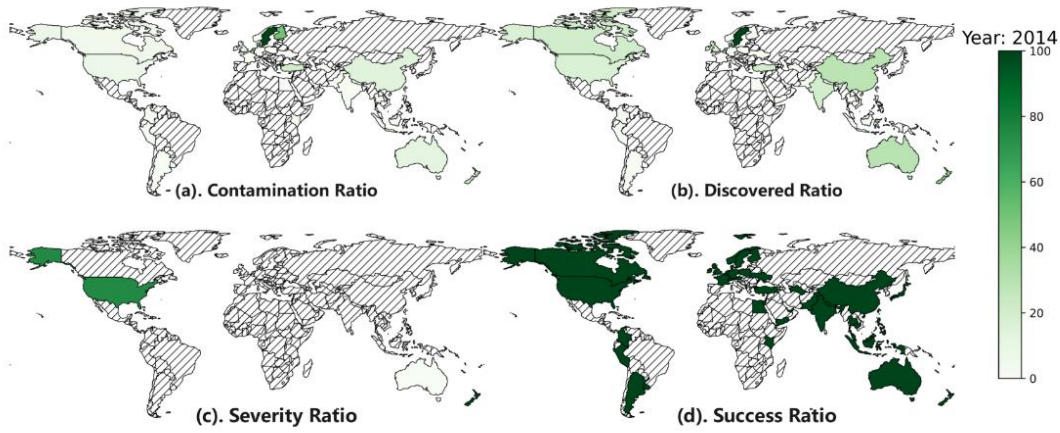 Year: 2014
(a). Contamination Ratio
(b). Discovered Ratio
100
80
60
40
20
0
(c). Severity Ratio
(d). Success Ratio